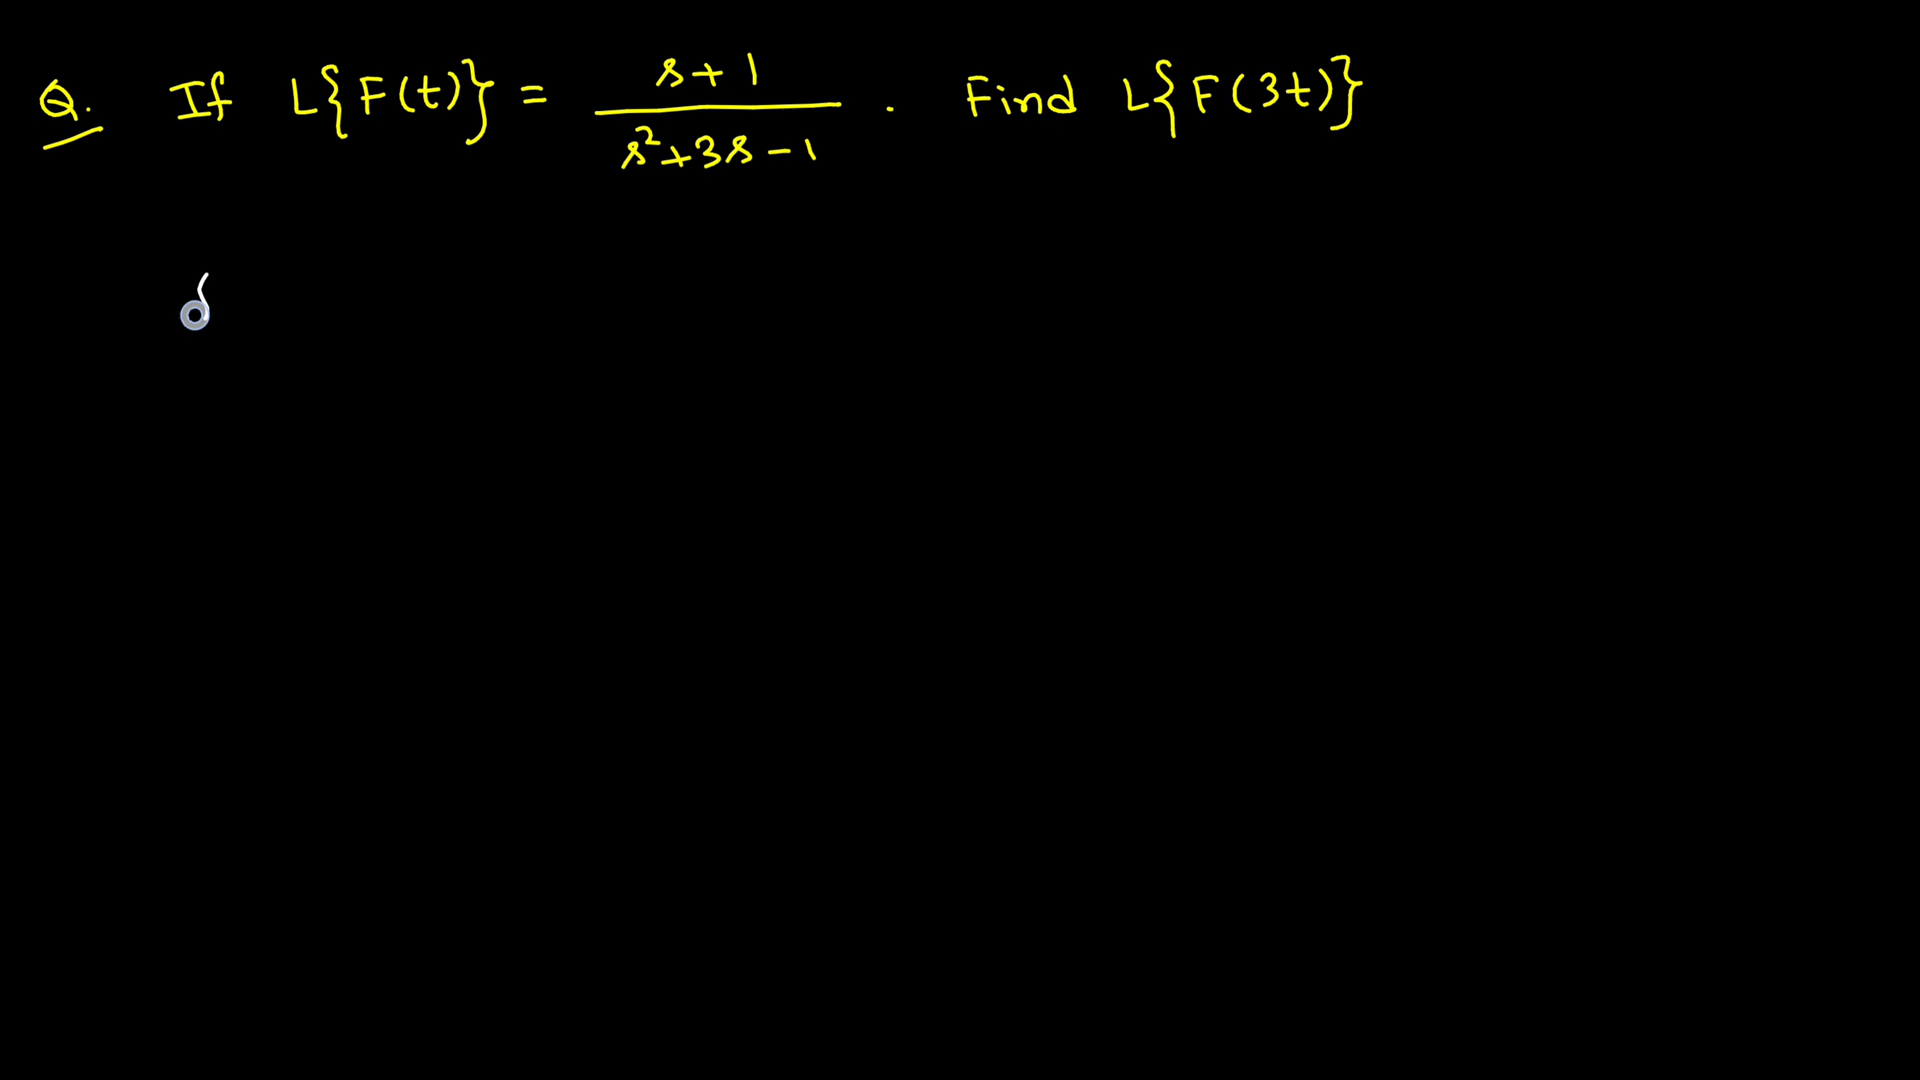 Q. If L{F(t)} = (s+1)/(s²+3s-1) . Find L{F(3t)}